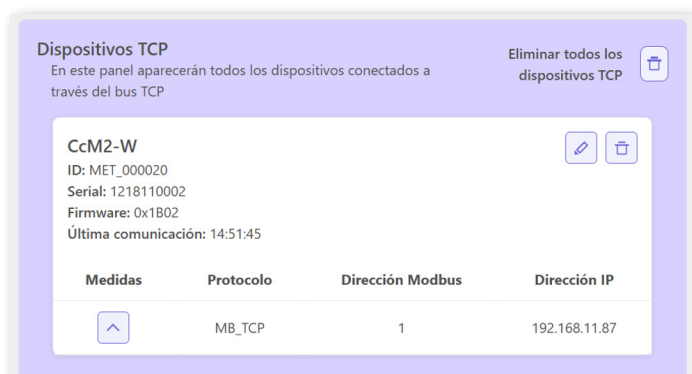 Dispositivos TCP
En este panel aparecerán todos los dispositivos conectados a
través del bus TCP
Eliminar todos los
dispositivos TCP
CcM2-W
ID: MET_000020
Serial: 1218110002
Firmware: 0x1B02
Última comunicación: 14:51:45
Medidas Protocolo Dirección Modbus Dirección IP
MB_TCP 1 192.168.11.87